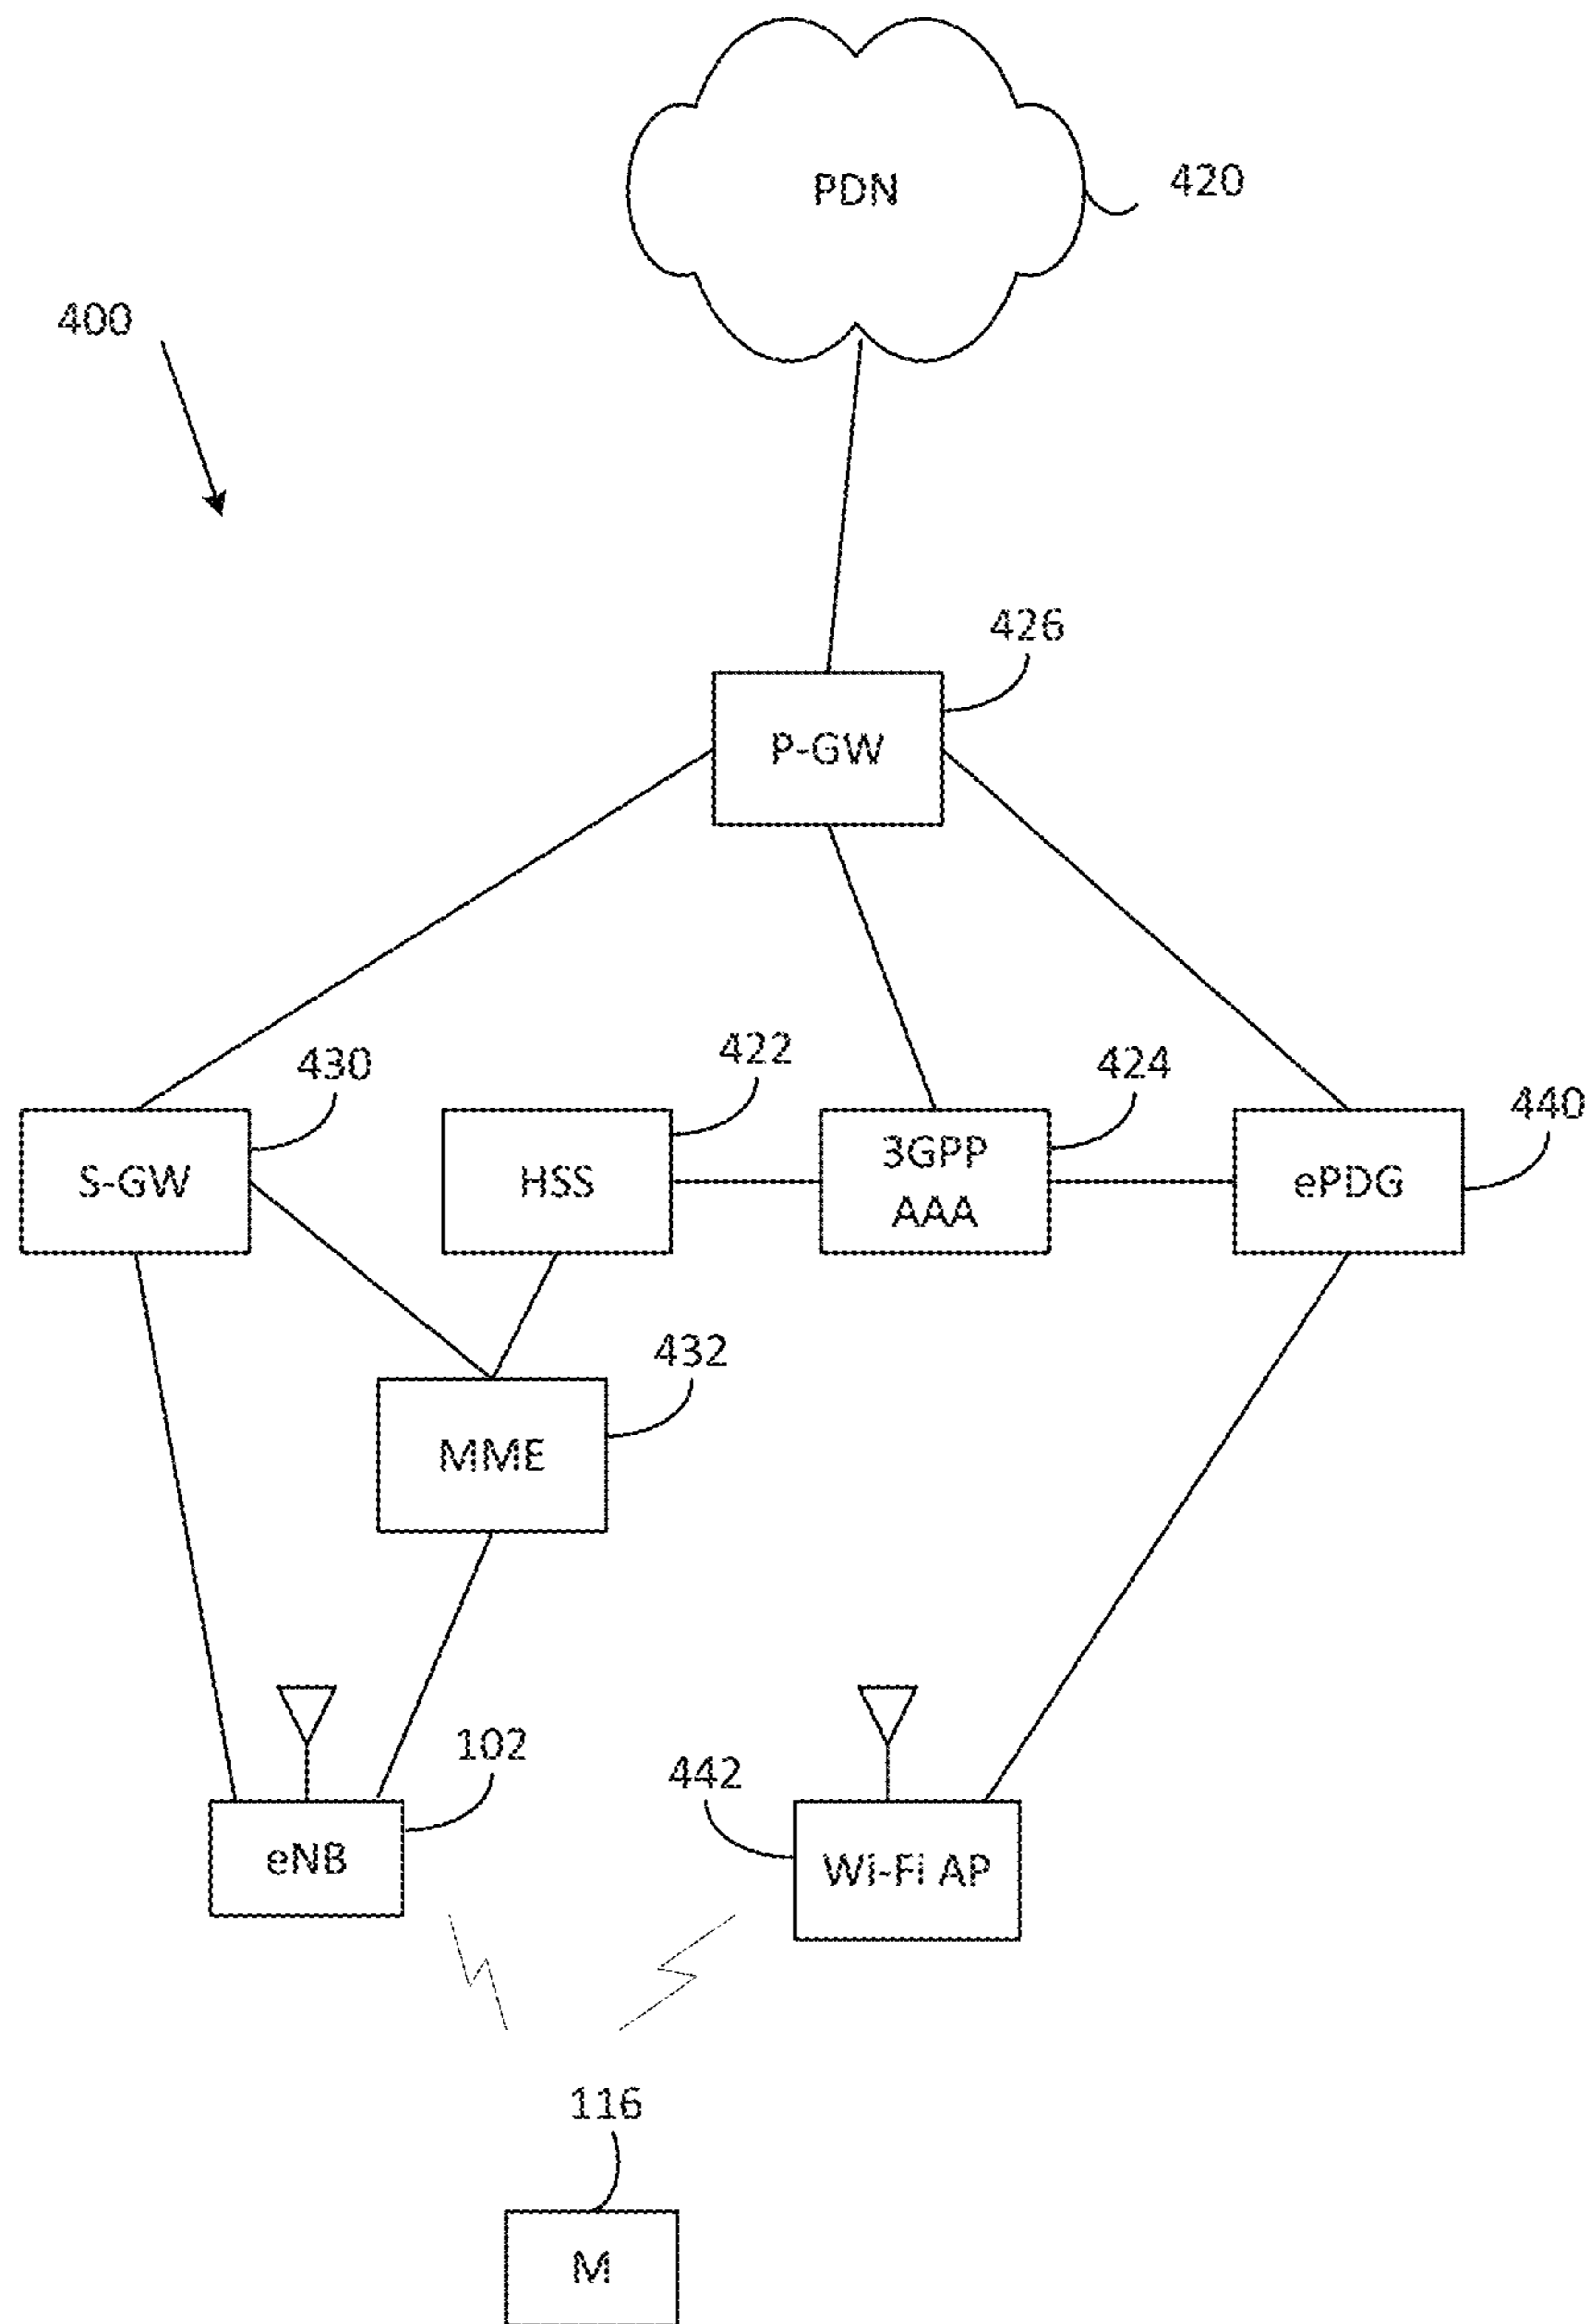 PDN
420
400
426
P-GW
430
422
424
440
S-GW
HSS
3GPP
AAA
ePDG
432
MME
102
442
eNB
Wi-Fi AP
116
M